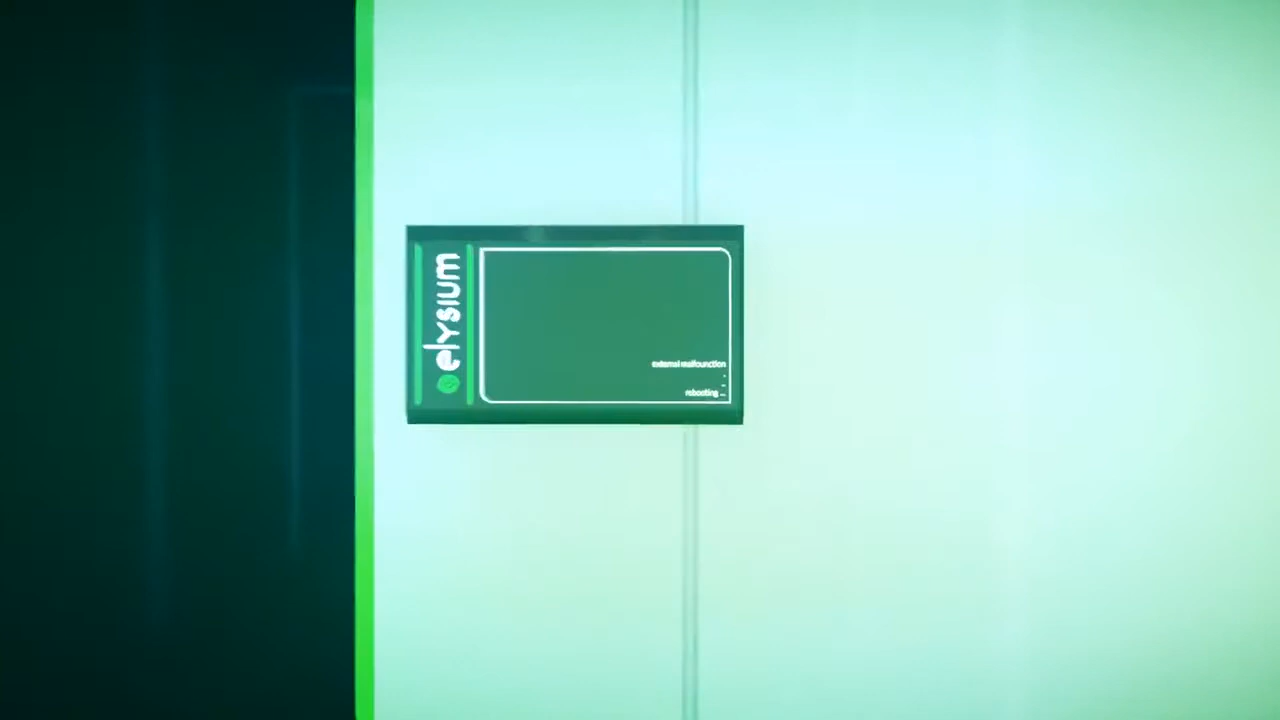 elysium
external malfunction
.
..
rebooting ...